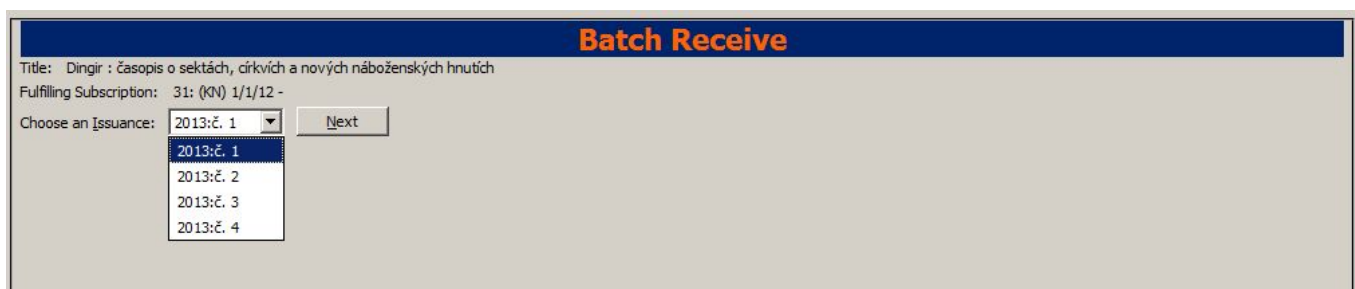 Batch Receive
Title: Dingir : časopis o sektách, církvích a nových náboženských hnutích
Fulfilling Subscription: 31: (KN) 1/1/12 -
Choose an Issuance: 2013:č. 1 Next
2013:č. 1
2013:č. 2
2013:č. 3
2013:č. 4